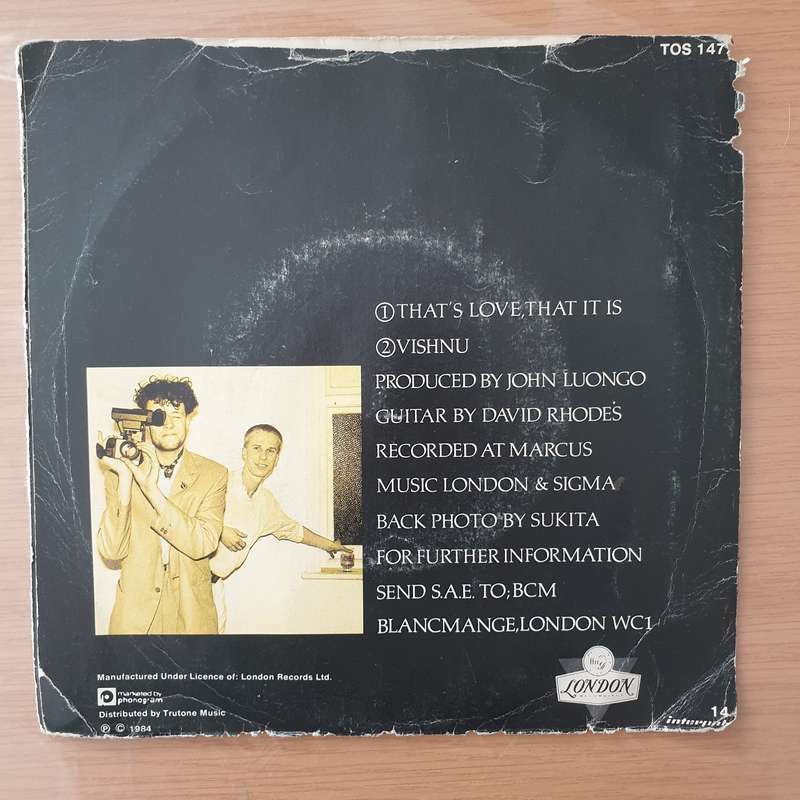 TOS 147
①THAT'S LOVE, THAT IT IS
②VISHNU
PRODUCED BY JOHN LUONGO
GUITAR BY DAVID RHODES
RECORDED AT MARCUS
MUSIC LONDON & SIGMA
BACK PHOTO BY SUKITA
FOR FURTHER INFORMATION
SEND S.A.E. TO; BCM
BLANCMANGE, LONDON WC1
Manufactured Under Licence of: London Records Ltd.
marketed by
phonogram
Distributed by Trutone Music
℗ © 1984
LONDON
14
interpak